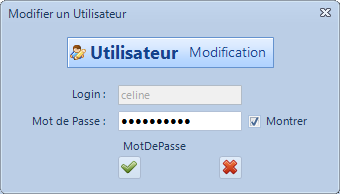 Modifier un Utilisateur
Utilisateur Modification
Login : celine
Mot de Passe : ●●●●●●●●●● Montrer
MotDePasse